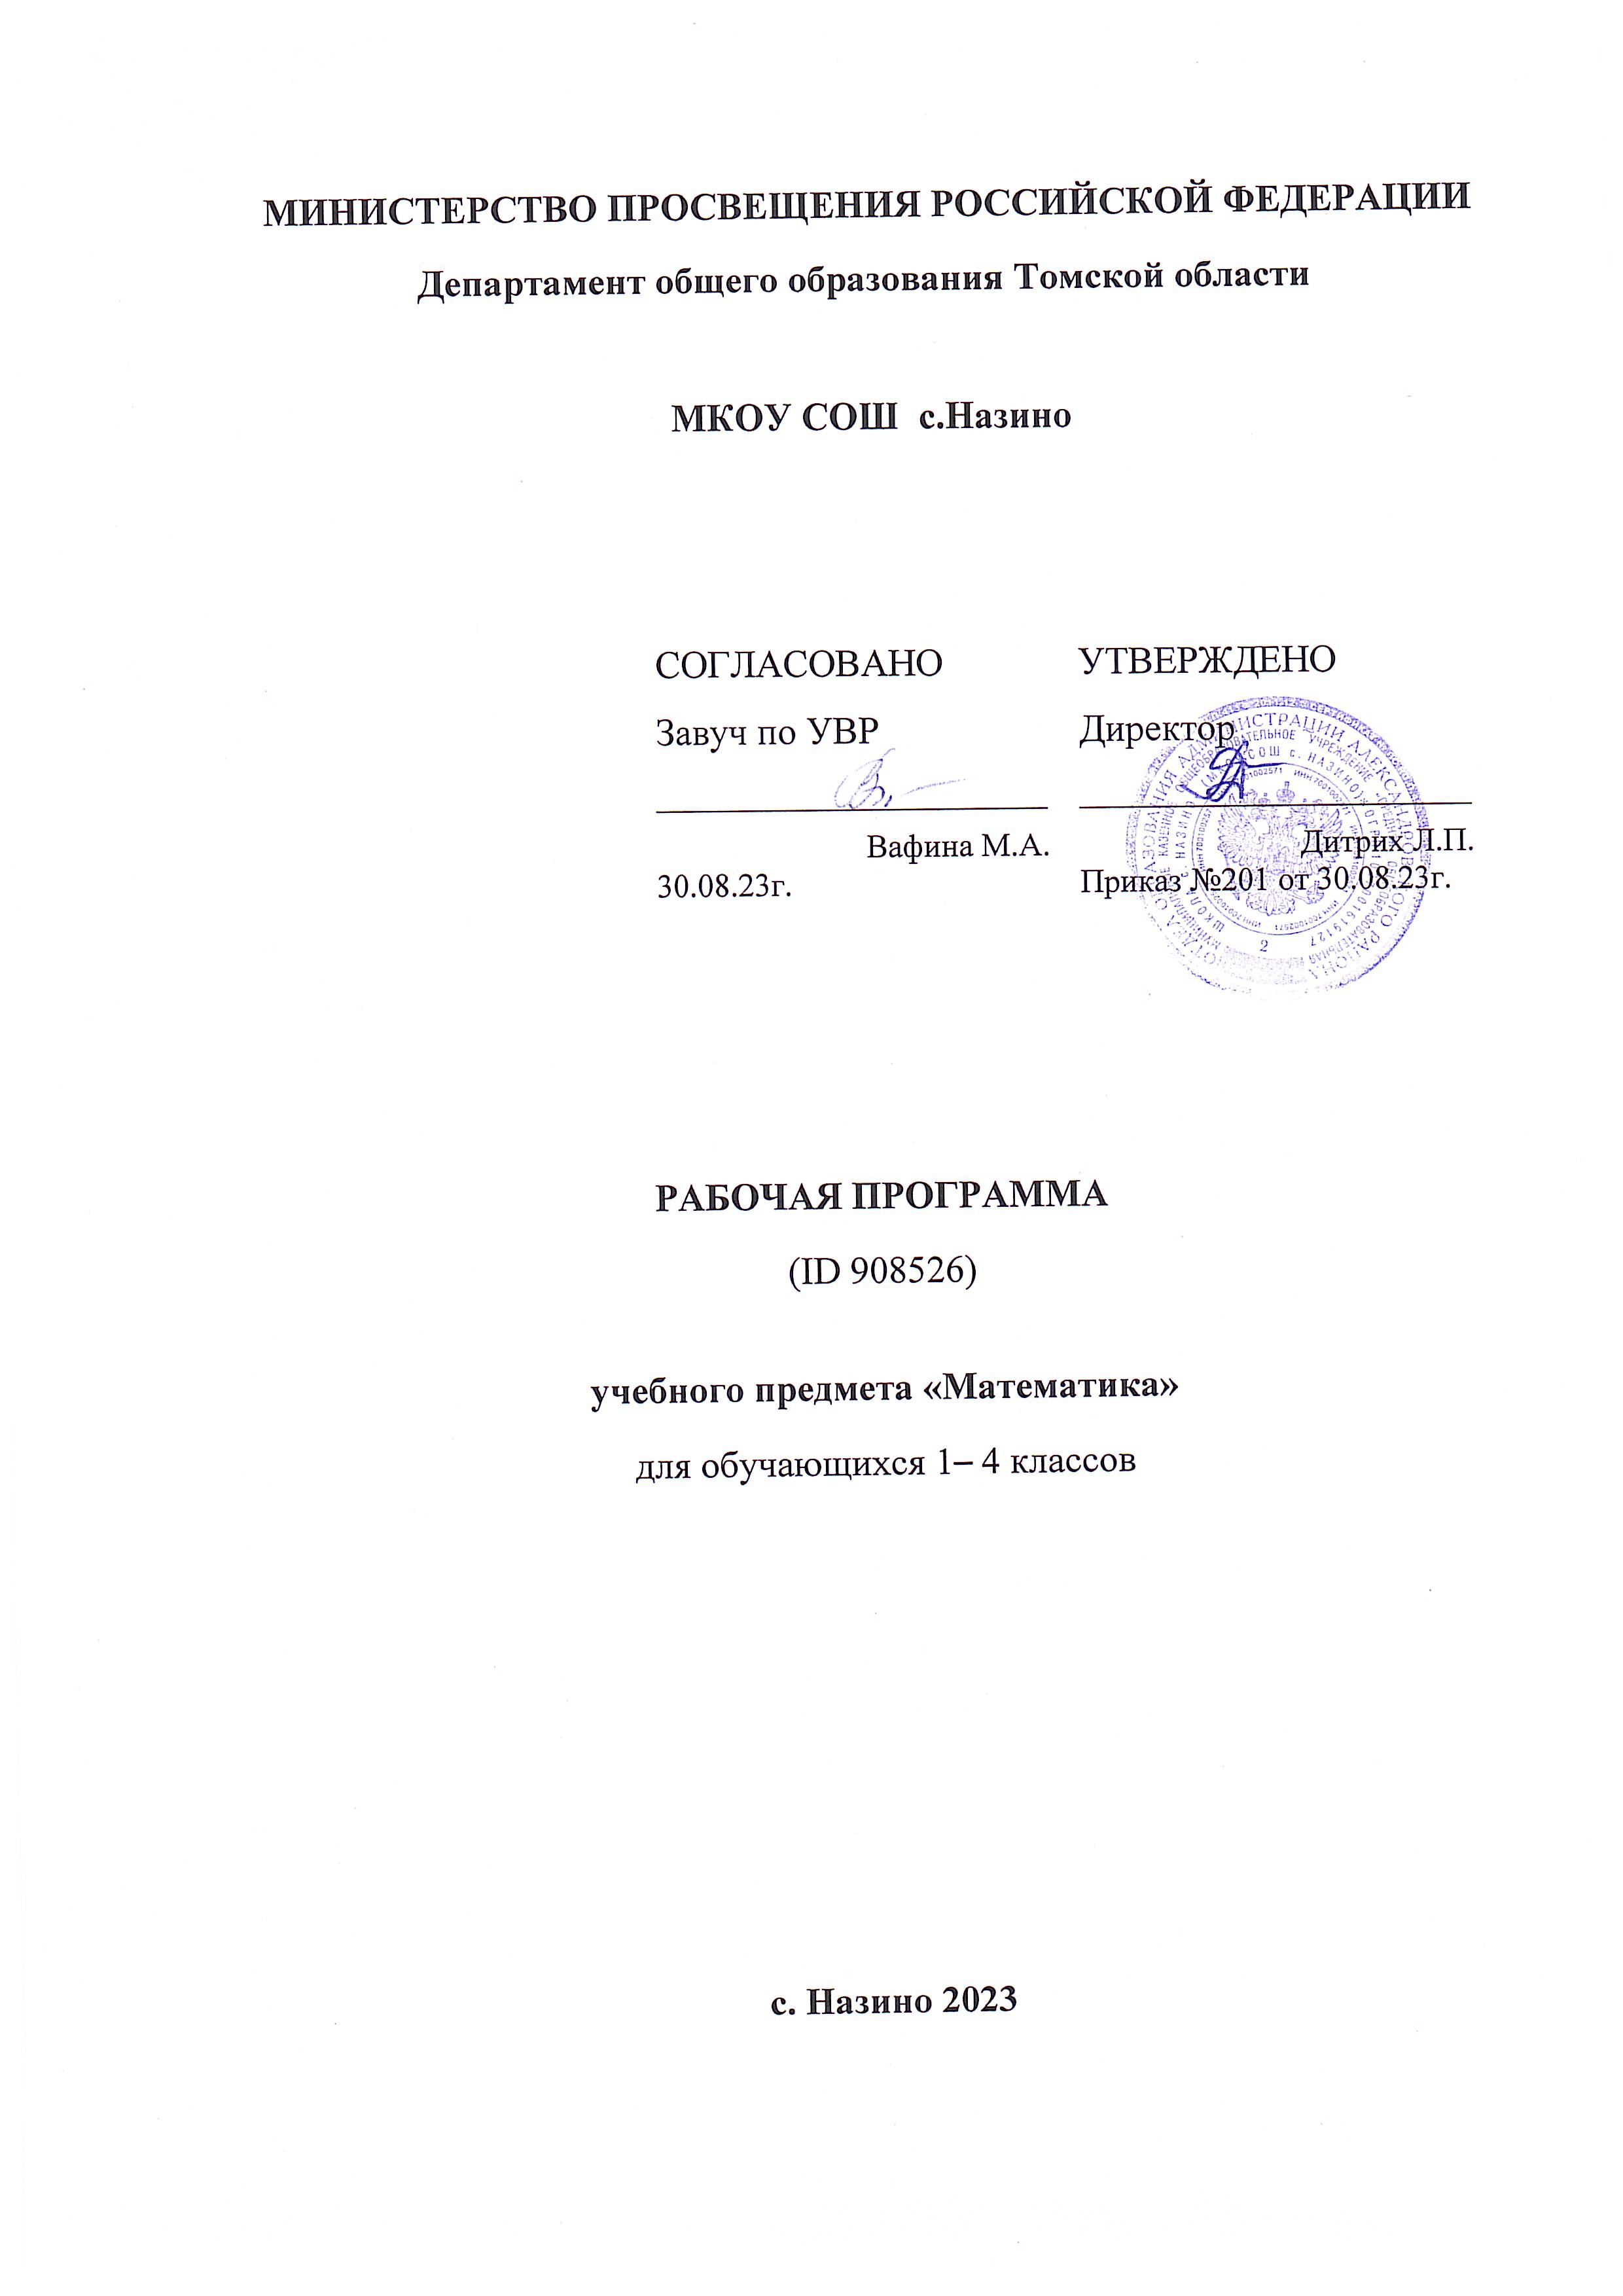 МИНИСТЕРСТВО ПРОСВЕЩЕНИЯ РОССИЙСКОЙ ФЕДЕРАЦИИ
Департамент общего образования Томской области
МКОУ СОШ с.Назино
СОГЛАСОВАНО
Завуч по УВР
Вафина М.А.
30.08.23г.
УТВЕРЖДЕНО
Директор
Дитрих Л.П.
Приказ №201 от 30.08.23г.
РАБОЧАЯ ПРОГРАММА
(ID 908526)
учебного предмета «Математика»
для обучающихся 1– 4 классов
с. Назино 2023